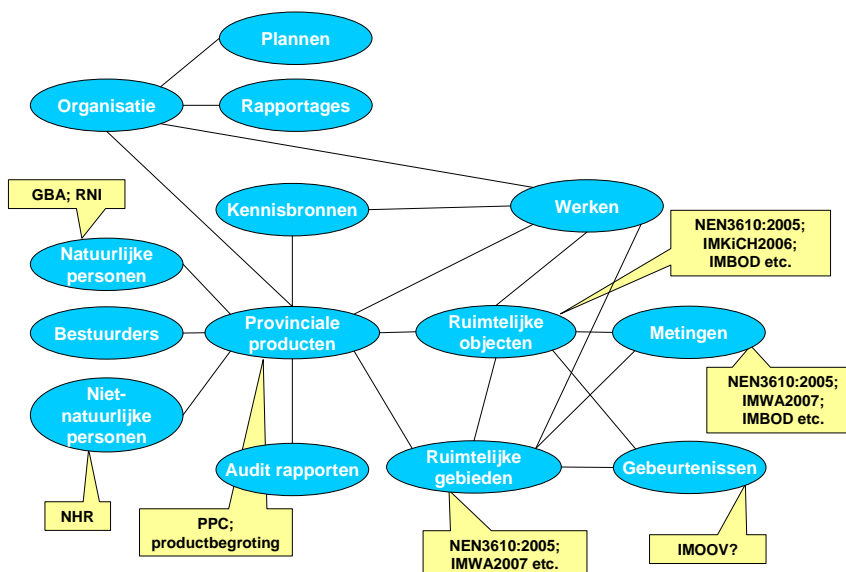 Plannen
Organisatie
Rapportages
GBA; RNI
Kennisbronnen
Werken
NEN3610:2005;
IMKiCH2006;
IMBOD etc.
Natuurlijke
personen
Bestuurders
Provinciale
producten
Ruimtelijke
objecten
Metingen
Niet-
natuurlijke
personen
NEN3610:2005;
IMWA2007;
IMBOD etc.
Audit rapporten
Ruimtelijke
gebieden
Gebeurtenissen
NHR
PPC;
productbegroting
NEN3610:2005;
IMWA2007 etc.
IMOOV?